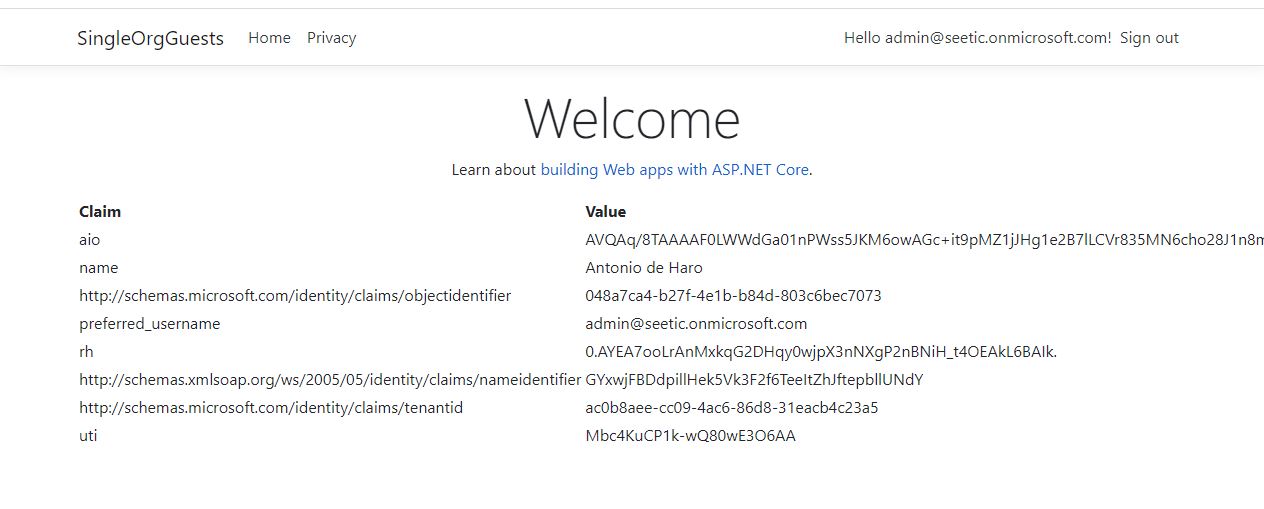 SingleOrgGuests Home Privacy Hello admin@seetic.onmicrosoft.com! Sign out
Welcome
Learn about building Web apps with ASP.NET Core.
Claim Value
aio AVQAq/8TAAAAF0LWWdGa01nPWss5JKM6owAGc+it9pMZ1jJHg1e2B7lLCVr835MN6cho28J1n8m
name Antonio de Haro
http://schemas.microsoft.com/identity/claims/objectidentifier 048a7ca4-b27f-4e1b-b84d-803c6bec7073
preferred_username admin@seetic.onmicrosoft.com
rh 0.AYEA7ooLrAnMxkqG2DHqy0wjpX3nNXgP2nBNiH_t4OEAkL6BAIk.
http://schemas.xmlsoap.org/ws/2005/05/identity/claims/nameidentifier GYxwjFBDdpillHek5Vk3F2f6TeeItZhJftepbllUNdY
http://schemas.microsoft.com/identity/claims/tenantid ac0b8aee-cc09-4ac6-86d8-31eacb4c23a5
uti Mbc4KuCP1k-wQ80wE3O6AA